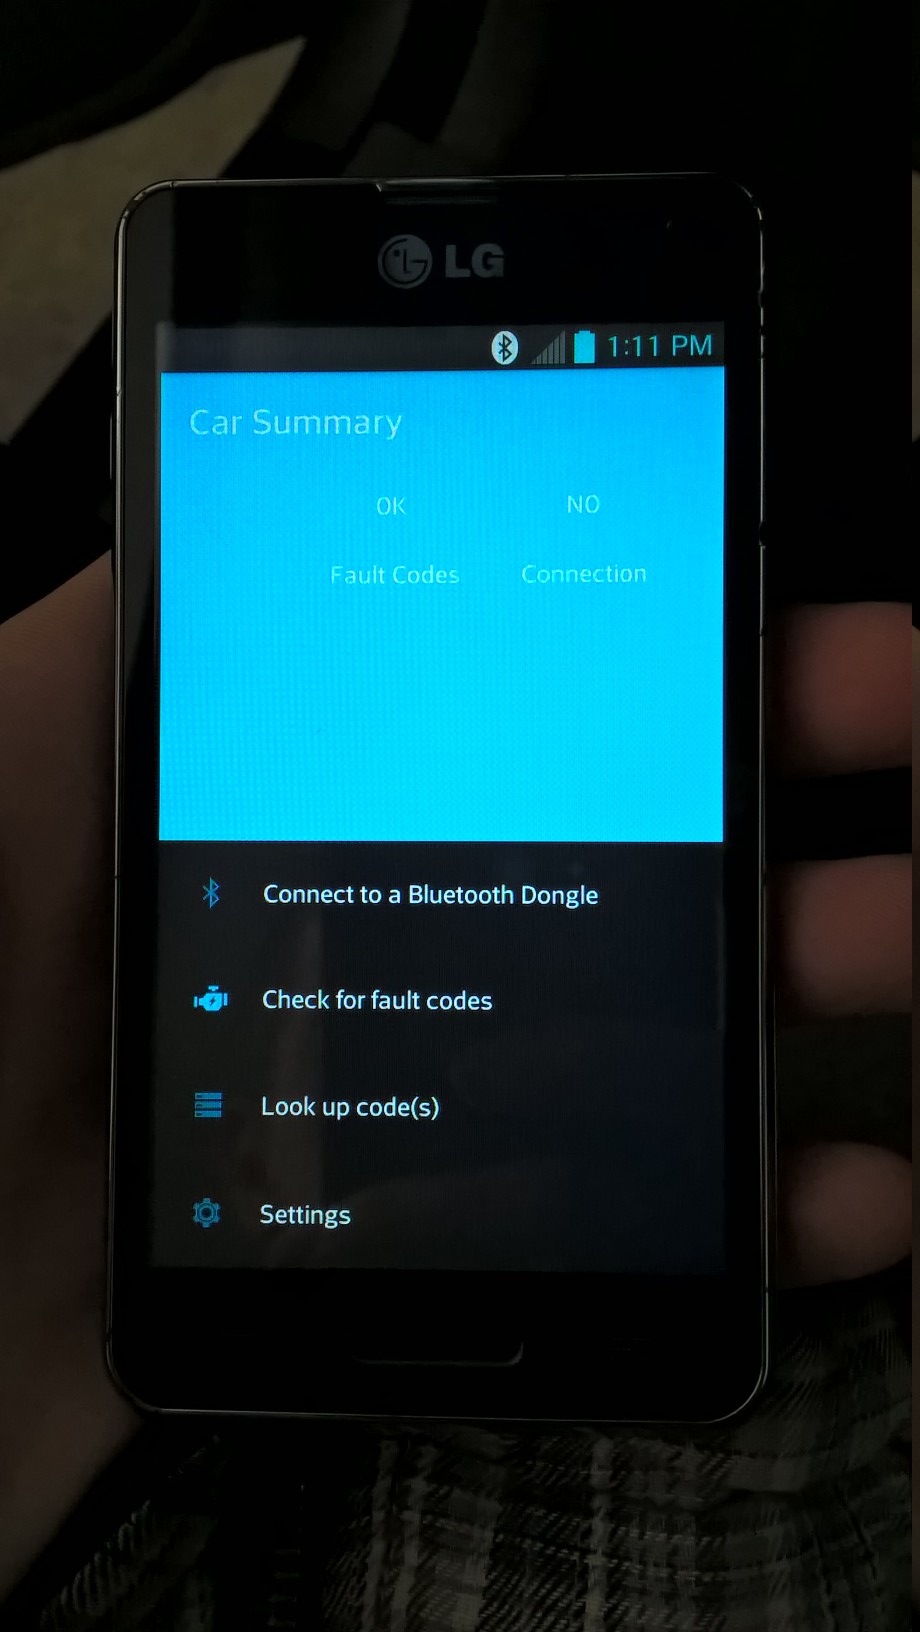 LG
1:11 PM
Car Summary
OK NO
Fault Codes Connection
Connect to a Bluetooth Dongle
Check for fault codes
Look up code(s)
Settings